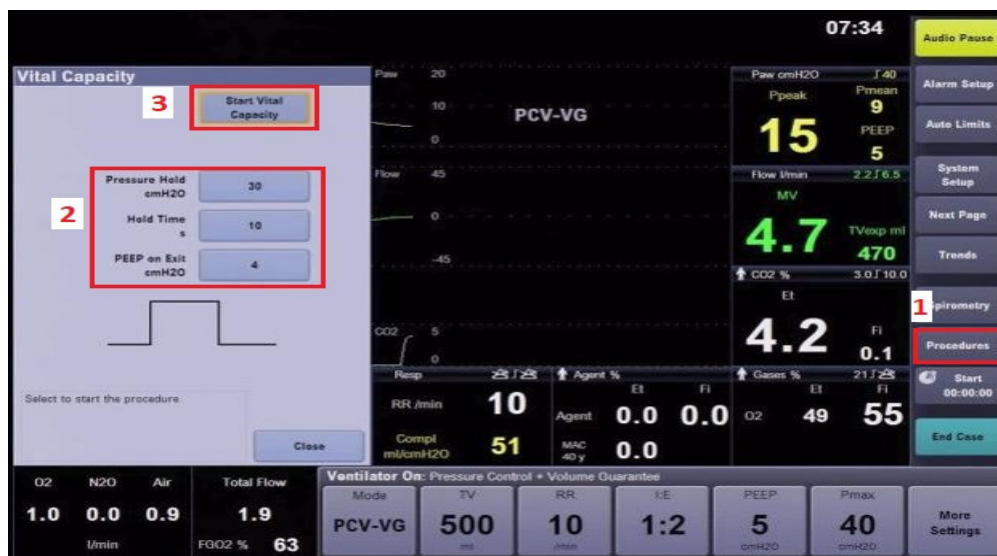 07:34
Audio Pause
Vital Capacity
3
Start Vital
Capacity
Pressure Hold
cmH2O
30
2
Hold Time
s
10
PEEP on Exit
cmH2O
4
Select to start the procedure
Close
Paw
20
10
0
PCV-VG
Flow
45
0
-45
CO2
5
0
Paw cmH2O
40
Ppeak
15
Pmean
9
PEEP
5
Flow l/min
2.2 6.5
MV
4.7
TVexp ml
470
CO2 %
3.0 10.0
Et
4.2
Fi
0.1
Resp
RR /min
10
Compl
ml/cmH2O
51
Agent %
Et Fi
Agent 0.0 0.0
MAC
40 y
0.0
Gases %
21
Et Fi
O2 49 55
Alarm Setup
Auto Limits
System
Setup
Next Page
Trends
1
Spirometry
Procedures
Start
00:00:00
End Case
O2 N2O Air Total Flow
1.0 0.0 0.9 1.9
l/min
FGO2 % 63
Ventilator On: Pressure Control + Volume Guarantee
Mode
PCV-VG
TV
500
ml
RR
10
/min
I:E
1:2
PEEP
5
cmH2O
Pmax
40
cmH2O
More
Settings